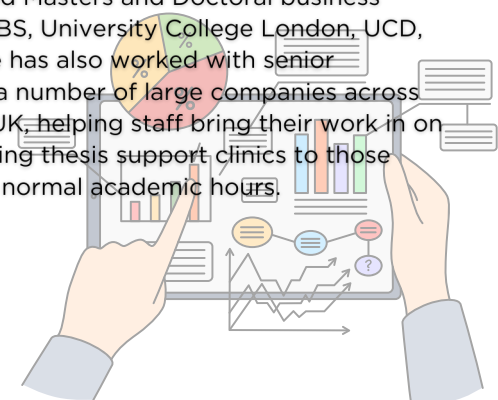 d Masters and Doctoral business
BS, University College London, UCD,
e has also worked with senior
a number of large companies across
UK, helping staff bring their work in on
ing thesis support clinics to those
normal academic hours.
%
%
%
?